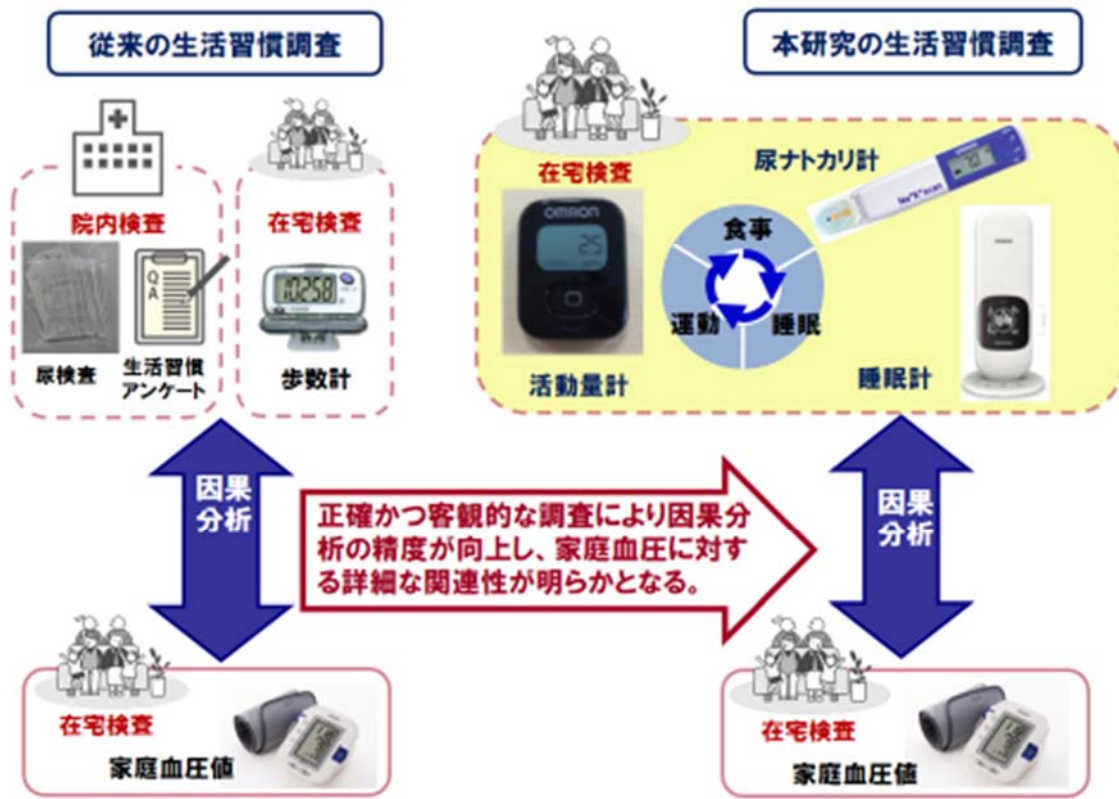 従来の生活習慣調査
本研究の生活習慣調査
院内検査
在宅検査
Q
A
10258
尿検査
生活習慣
アンケート
歩数計
在宅検査
尿ナトカリ計
OMRON
25
食事
運動
睡眠
活動量計
睡眠計
因果
分析
正確かつ客観的な調査により因果分
析の精度が向上し、家庭血圧に対す
る詳細な関連性が明らかとなる。
因果
分析
在宅検査
家庭血圧値
在宅検査
家庭血圧値